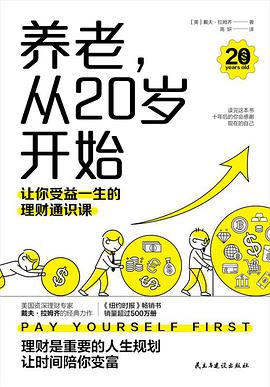 [美] 戴夫·拉姆齐 著
高妍 译
养老，
从20岁
开始
20
years old
读完这本书
十年后的你会感谢
现在的自己
让你受益一生的
理财通识课
美国资深理财专家
戴夫·拉姆齐的经典力作
《纽约时报》畅销书
销量超过500万册
PAY YOURSELF FIRST
理财是重要的人生规划
让时间陪你变富
民主与建设出版社